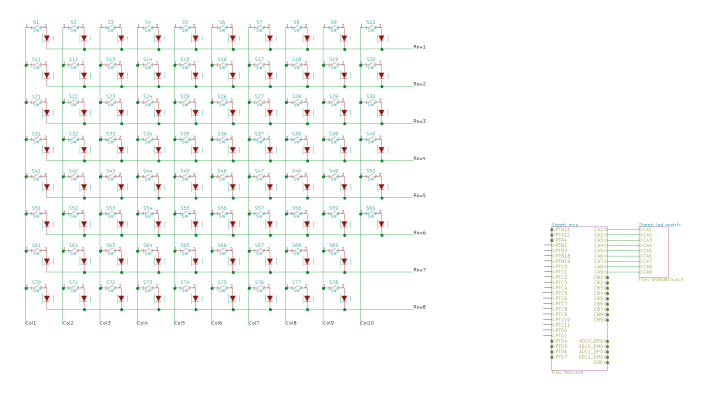 S1 S2 S3 S4 S5 S6 S7 S8 S9 S10
Row1
S11 S12 S13 S14 S15 S16 S17 S18 S19 S20
Row2
S21 S22 S23 S24 S25 S26 S27 S28 S29 S30
Row3
S31 S32 S33 S34 S35 S36 S37 S38 S39 S40
Row4
S41 S42 S43 S44 S45 S46 S47 S48 S49 S50
Row5
S51 S52 S53 S54 S55 S56 S57 S58 S59 S60
Row6
S61 S62 S63 S64 S65 S66 S67 S68 S69
Row7
S70 S71 S72 S73 S74 S75 S76 S77 S78
Row8
Col1 Col2 Col3 Col4 Col5 Col6 Col7 Col8 Col9 Col10
Sheet: mcu
Sheet: led_matrix
PTA12
PTA4
PTB2
PTB3
PTB18
PTB19
PTC0
PTC1
PTC2
PTC3
PTC4
PTC5
PTC6
PTC7
PTC8
PTC9
PTC10
PTC11
PTD0
PTD1
PTD4
PTD5
PTD6
PTD7
CA1
CA2
CA3
CA4
CA5
CA6
CA7
CA8
CA9
CB1
CB2
CB3
CB4
CB5
CB6
CB7
CB8
CB9
ADC0_DP0
ADC0_DM0
ADC1_DP0
ADC1_DM0
GND
CA1
CA2
CA3
CA4
CA5
CA6
CA7
CA8
CA9
File: mcu.sch